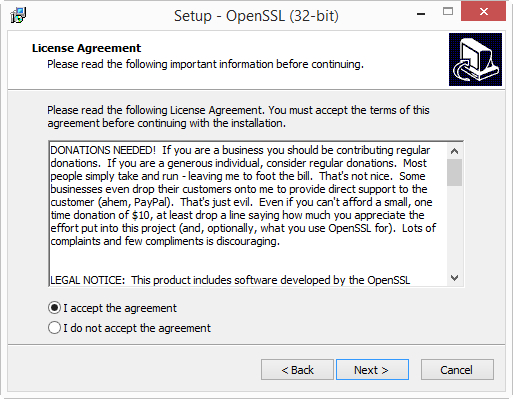 Setup - OpenSSL (32-bit)
License Agreement
Please read the following important information before continuing.
Please read the following License Agreement. You must accept the terms of this
agreement before continuing with the installation.
DONATIONS NEEDED!  If you are a business you should be contributing regular
donations.  If you are a generous individual, consider regular donations.  Most
people simply take and run - leaving me to foot the bill.  That's not nice.  Some
businesses even drop their customers onto me to provide direct support to the
customer (ahem, PayPal).  That's just evil.  Even if you can't afford a small, one
time donation of $10, at least drop a line saying how much you appreciate the
effort put into this project (and, optionally, what you use OpenSSL for).  Lots of
complaints and few compliments is discouraging.
LEGAL NOTICE:  This product includes software developed by the OpenSSL
I accept the agreement
I do not accept the agreement
< Back
Next >
Cancel